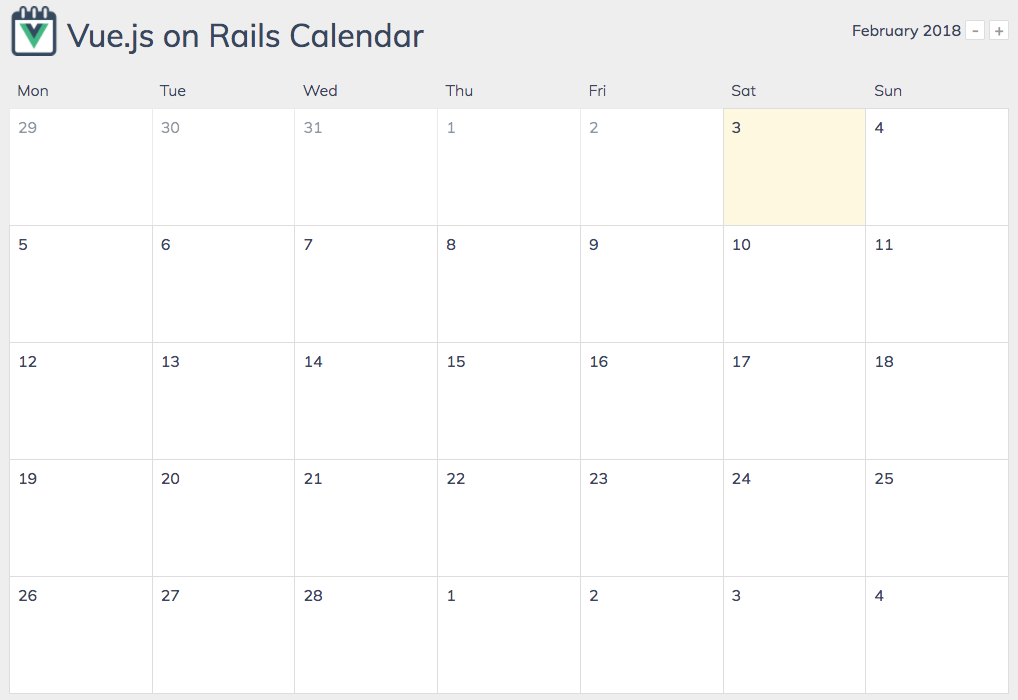 Vue.js on Rails Calendar
February 2018 - +
Mon Tue Wed Thu Fri Sat Sun
29 30 31 1 2 3 4
5 6 7 8 9 10 11
12 13 14 15 16 17 18
19 20 21 22 23 24 25
26 27 28 1 2 3 4